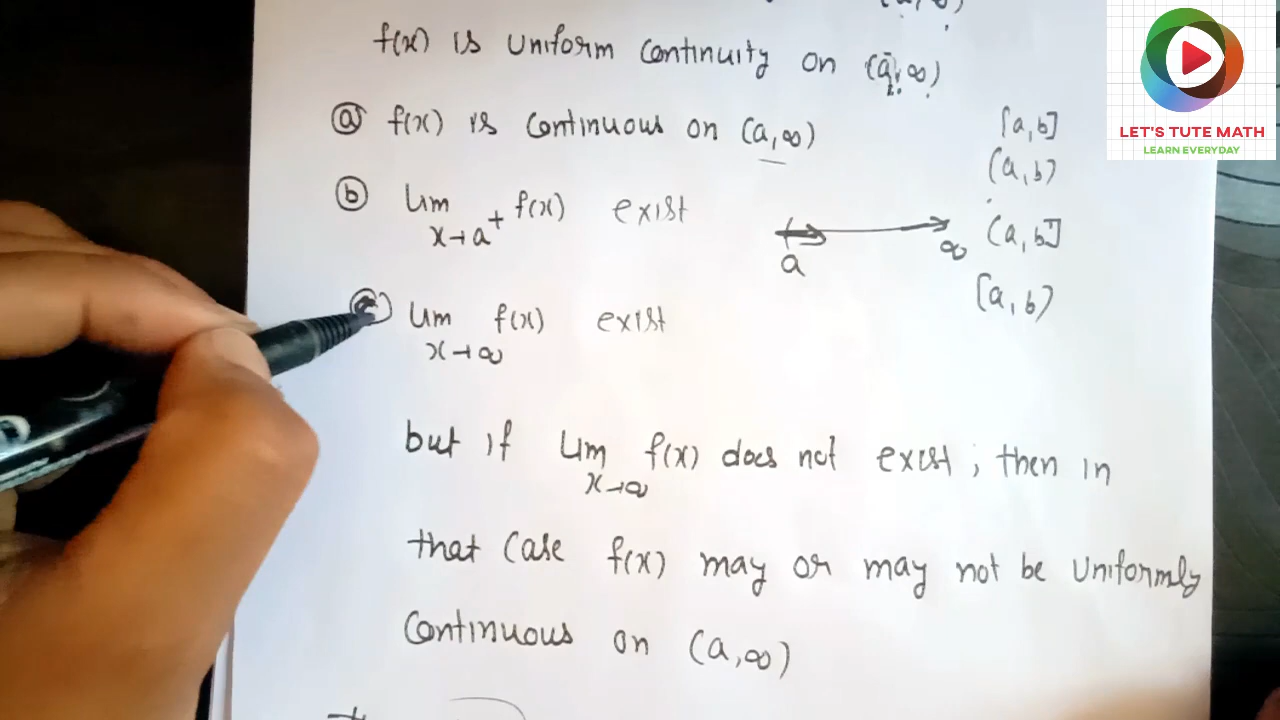 (a, ∞)
f(x) is uniform continuity on (a, ∞)
(a) f(x) is continuous on (a, ∞)
(b) lim x→a⁺ f(x) exist
a ∞
lim x→∞ f(x) exist
but if lim x→∞ f(x) does not exist ; then in
that case f(x) may or may not be uniformly
continuous on (a, ∞)
[a, b]
(a, b)
(a, b]
[a, b)
LET'S TUTE MATH
LEARN EVERYDAY